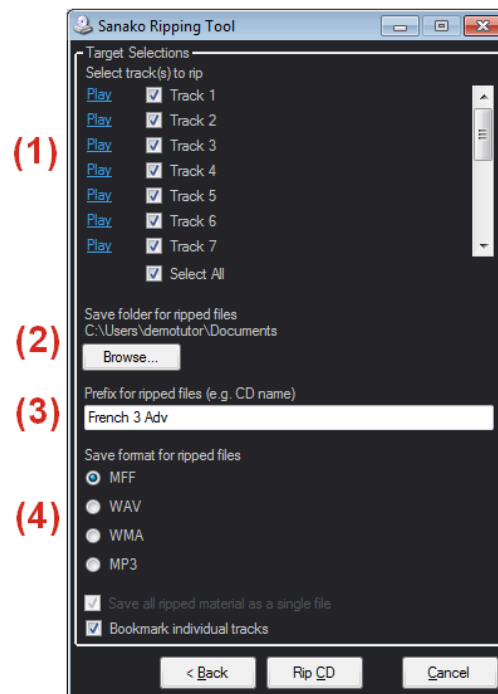 Sanako Ripping Tool
Target Selections
Select track(s) to rip
(1)
Play Track 1
Play Track 2
Play Track 3
Play Track 4
Play Track 5
Play Track 6
Play Track 7
Select All
Save folder for ripped files
C:\Users\demotutor\Documents
(2)
Browse...
Prefix for ripped files (e.g. CD name)
(3)
French 3 Adv
Save format for ripped files
MFF
WAV
(4)
WMA
MP3
Save all ripped material as a single file
Bookmark individual tracks
< Back Rip CD Cancel